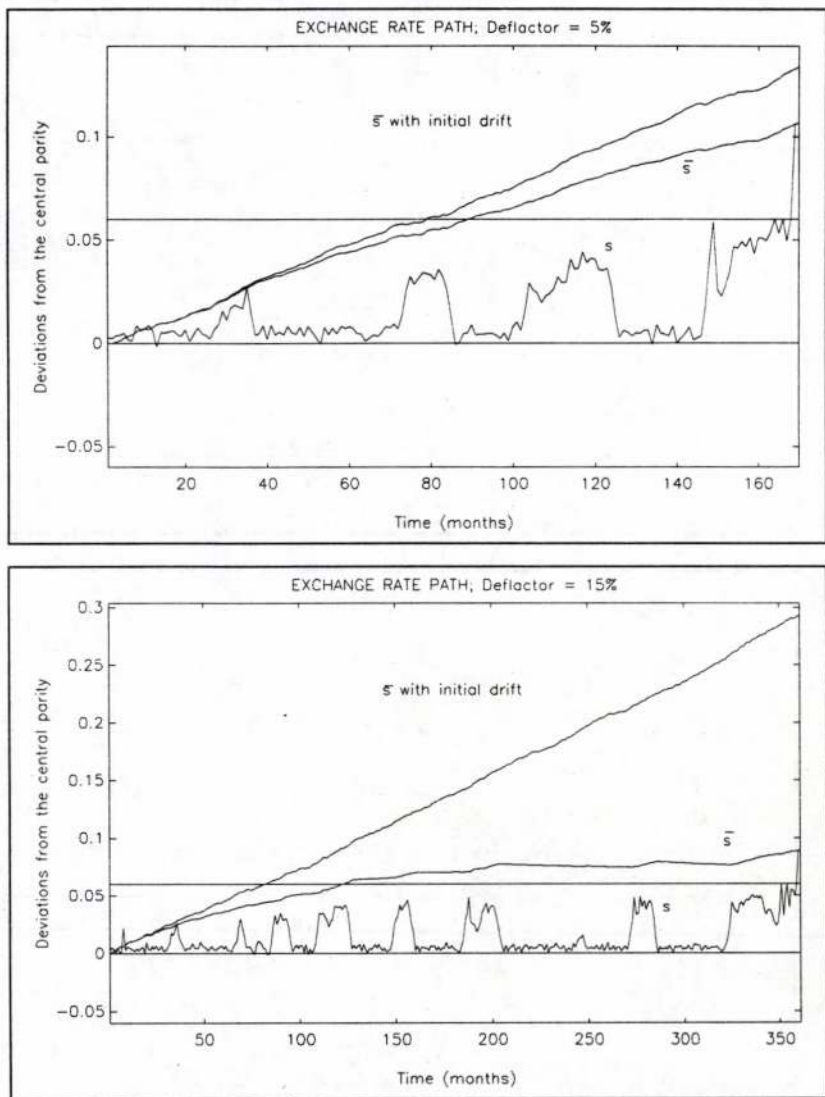 EXCHANGE RATE PATH; Deflactor = 5%
Deviations from the central parity
0.1
0.05
0
−0.05
s̅ with initial drift
s̅
s
20 40 60 80 100 120 140 160
Time (months)
EXCHANGE RATE PATH; Deflactor = 15%
Deviations from the central parity
0.3
0.25
0.2
0.15
0.1
0.05
0
−0.05
s̅ with initial drift
s̅
s
50 100 150 200 250 300 350
Time (months)